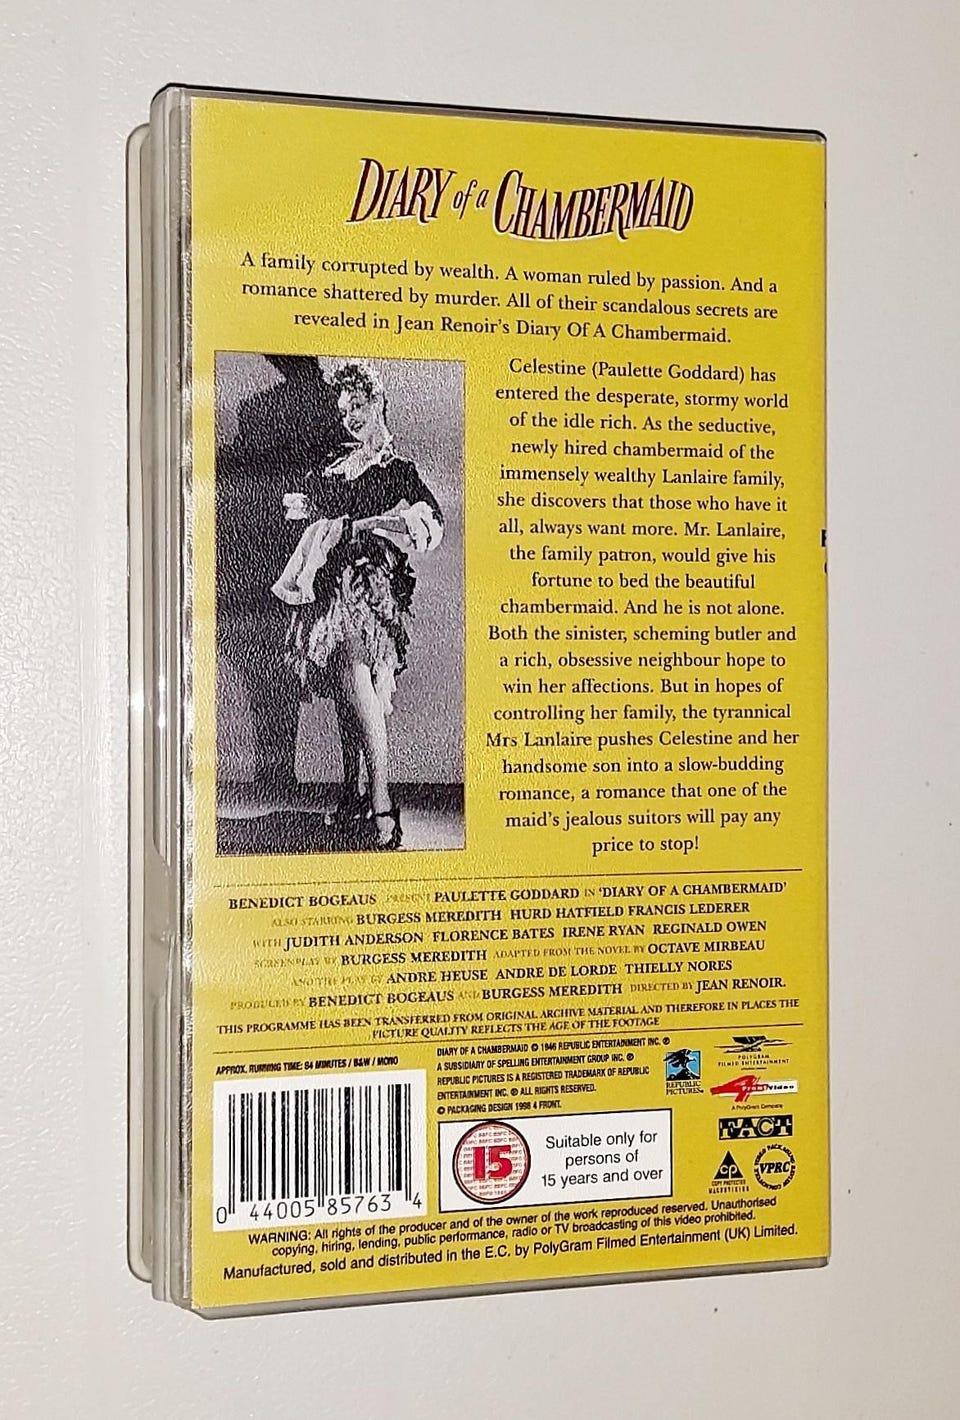 DIARY of a CHAMBERMAID
A family corrupted by wealth. A woman ruled by passion. And a
romance shattered by murder. All of their scandalous secrets are
revealed in Jean Renoir's Diary Of A Chambermaid.
Celestine (Paulette Goddard) has
entered the desperate, stormy world
of the idle rich. As the seductive,
newly hired chambermaid of the
immensely wealthy Lanlaire family,
she discovers that those who have it
all, always want more. Mr. Lanlaire,
the family patron, would give his
fortune to bed the beautiful
chambermaid. And he is not alone.
Both the sinister, scheming butler and
a rich, obsessive neighbour hope to
win her affections. But in hopes of
controlling her family, the tyrannical
Mrs Lanlaire pushes Celestine and her
handsome son into a slow-budding
romance, a romance that one of the
maid's jealous suitors will pay any
price to stop!
BENEDICT BOGEAUS PRESENT PAULETTE GODDARD IN 'DIARY OF A CHAMBERMAID'
ALSO STARRING BURGESS MEREDITH HURD HATFIELD FRANCIS LEDERER
WITH JUDITH ANDERSON FLORENCE BATES IRENE RYAN REGINALD OWEN
SCREENPLAY BY BURGESS MEREDITH ADAPTED FROM THE NOVEL BY OCTAVE MIRBEAU
AND THE PLAY BY ANDRE HEUSE ANDRE DE LORDE THIELLY NORES
PRODUCED BY BENEDICT BOGEAUS AND BURGESS MEREDITH DIRECTED BY JEAN RENOIR.
THIS PROGRAMME HAS BEEN TRANSFERRED FROM ORIGINAL ARCHIVE MATERIAL AND THEREFORE IN PLACES THE
PICTURE QUALITY REFLECTS THE AGE OF THE FOOTAGE
APPROX. RUNNING TIME: 84 MINUTES / B&W / MONO
DIARY OF A CHAMBERMAID © 1946 REPUBLIC ENTERTAINMENT INC. ®
A SUBSIDIARY OF SPELLING ENTERTAINMENT GROUP INC. ®
REPUBLIC PICTURES IS A REGISTERED TRADEMARK OF REPUBLIC
ENTERTAINMENT INC. ® ALL RIGHTS RESERVED.
© PACKAGING DESIGN 1998 4 FRONT.
REPUBLIC
PICTURES
POLYGRAM
FILMED ENTERTAINMENT
4 Front Video
A PolyGram Company
FACT
CP
COPY PROTECTED
MACROVISION
VPRC
15
Suitable only for
persons of
15 years and over
0 44005 85763 4
WARNING: All rights of the producer and of the owner of the work reproduced reserved. Unauthorised
copying, hiring, lending, public performance, radio or TV broadcasting of this video prohibited.
Manufactured, sold and distributed in the E.C. by PolyGram Filmed Entertainment (UK) Limited.